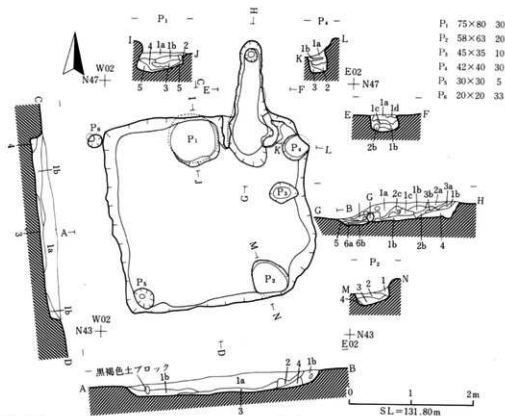 P₁
H
P₄
P₁ 75×80 30
P₂ 58×63 20
P₃ 45×35 10
P₄ 42×40 30
P₅ 30×30 5
P₆ 20×20 33
I 4 1a 1b 2 J
5 3 5
1b 1a L
K
3 2
W02
N47
E02
N47
C
E
F
I
E 1c 1a 1d F
2b 1b
P₆
P₁
K
P₄
L
J
P₃
G
C
4
1b
A
3
1a
1b
D
G B G 1a 2c 1c 1b 3b 2a 3a 1b H
5 6a 6b 1b 2b 4
M
P₂
N
P₅
P₂
M 3 2 1 N
4
W02
N43
N43
E02
D
黒褐色土ブロック
A 1b 1a 2 4 1b B
3
0 1 2m
SL=131.80m